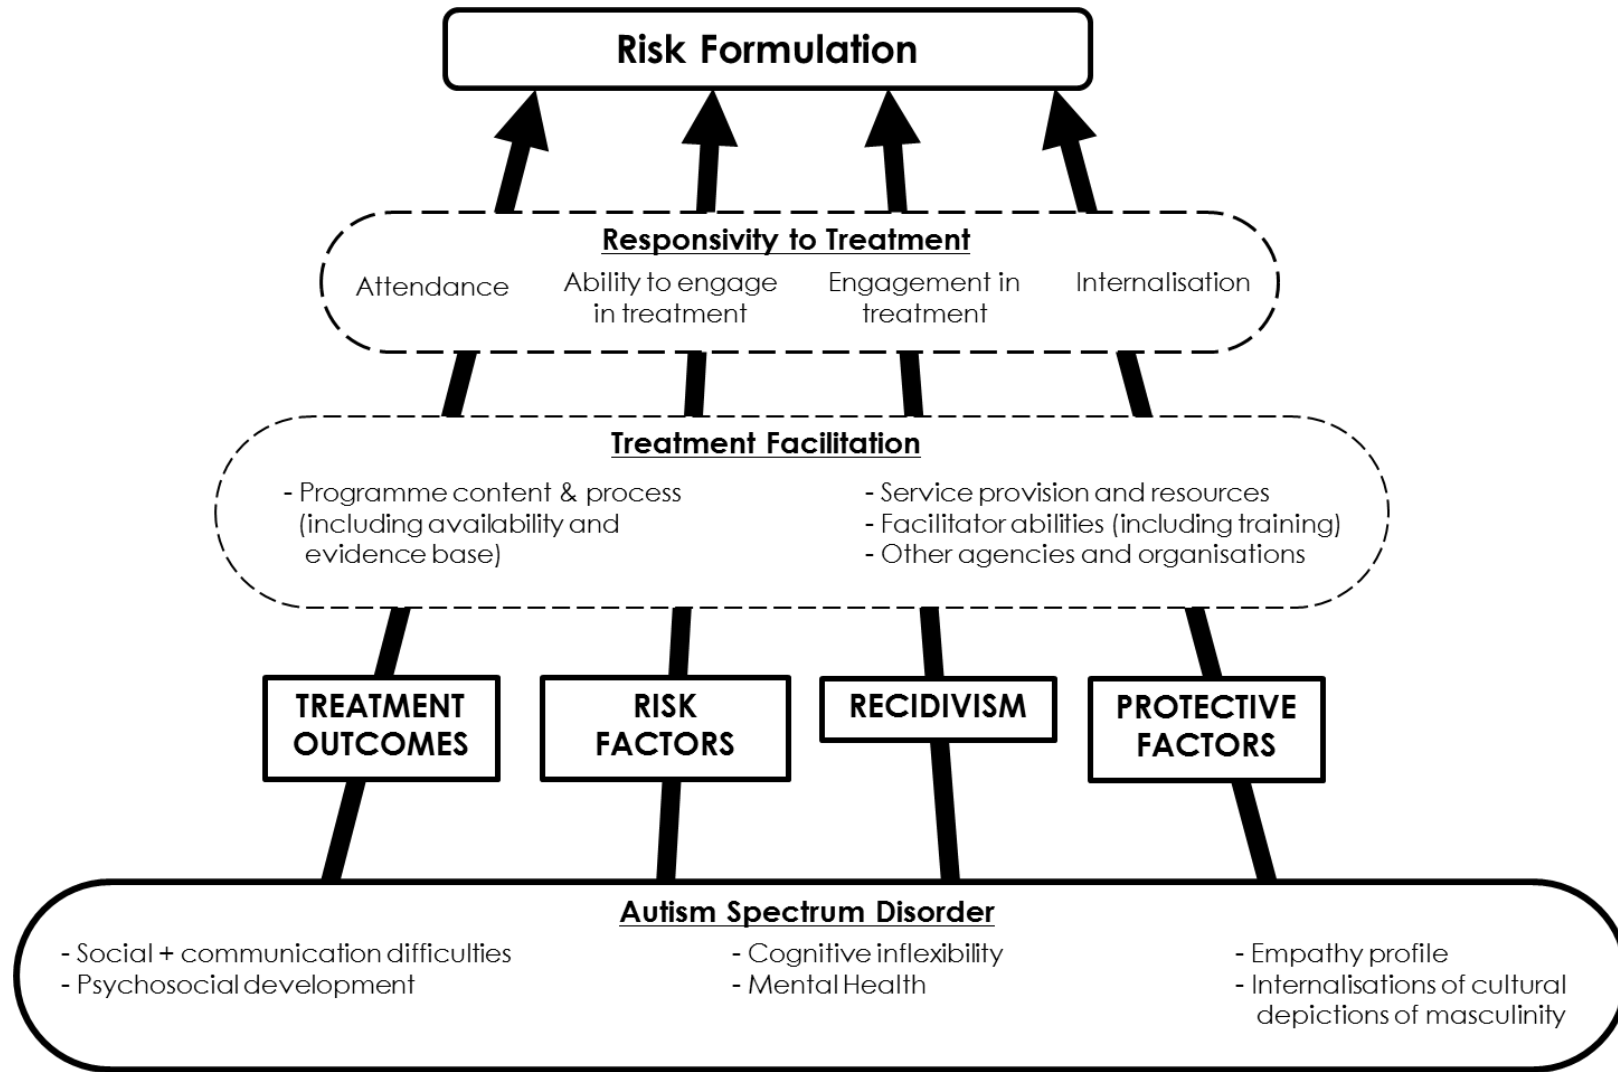 Risk Formulation
Responsivity to Treatment
Attendance
Ability to engage
in treatment
Engagement in
treatment
Internalisation
Treatment Facilitation
- Programme content & process
(including availability and
evidence base)
- Service provision and resources
- Facilitator abilities (including training)
- Other agencies and organisations
TREATMENT
OUTCOMES
RISK
FACTORS
RECIDIVISM
PROTECTIVE
FACTORS
Autism Spectrum Disorder
- Social + communication difficulties
- Psychosocial development
- Cognitive inflexibility
- Mental Health
- Empathy profile
- Internalisations of cultural
depictions of masculinity